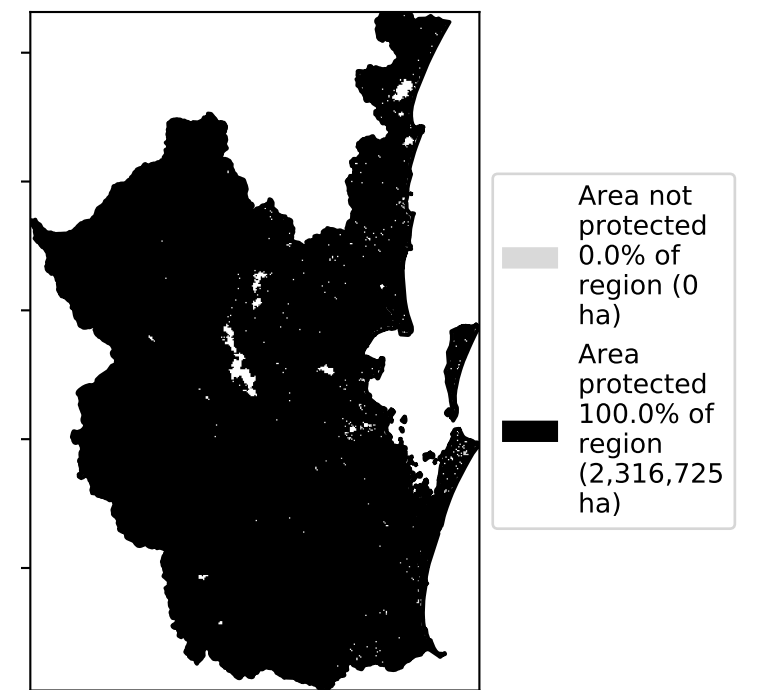 Area not
protected
0.0% of
region (0
ha)
Area
protected
100.0% of
region
(2,316,725
ha)